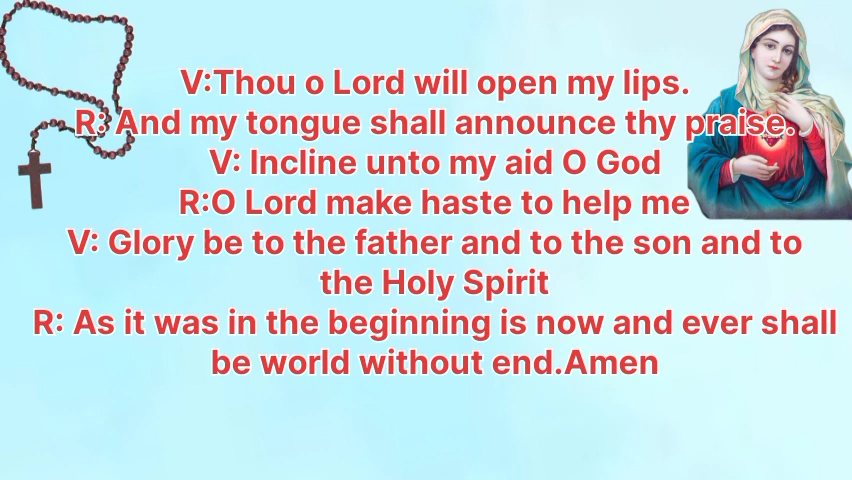 V:Thou o Lord will open my lips.
R: And my tongue shall announce thy praise.
V: Incline unto my aid O God
R:O Lord make haste to help me
V: Glory be to the father and to the son and to
the Holy Spirit
R: As it was in the beginning is now and ever shall
be world without end.Amen